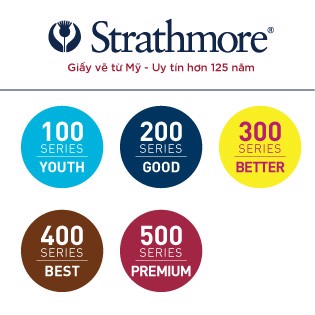 Strathmore®
Giấy vẽ từ Mỹ - Uy tín hơn 125 năm
100
SERIES
YOUTH
200
SERIES
GOOD
300
SERIES
BETTER
400
SERIES
BEST
500
SERIES
PREMIUM